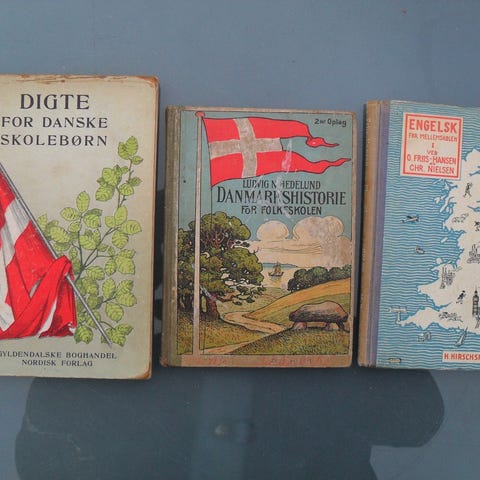 DIGTE
FOR DANSKE
SKOLEBØRN
GYLDENDALSKE BOGHANDEL
NORDISK FORLAG
2det Oplag
LUDVIG N. HEDELUND
DANMARKSHISTORIE
FOR FOLKESKOLEN
ENGELSK
FOR MELLEMSKOLEN
I
VED
O. FRIIS-HANSEN
OG
CHR. NIELSEN